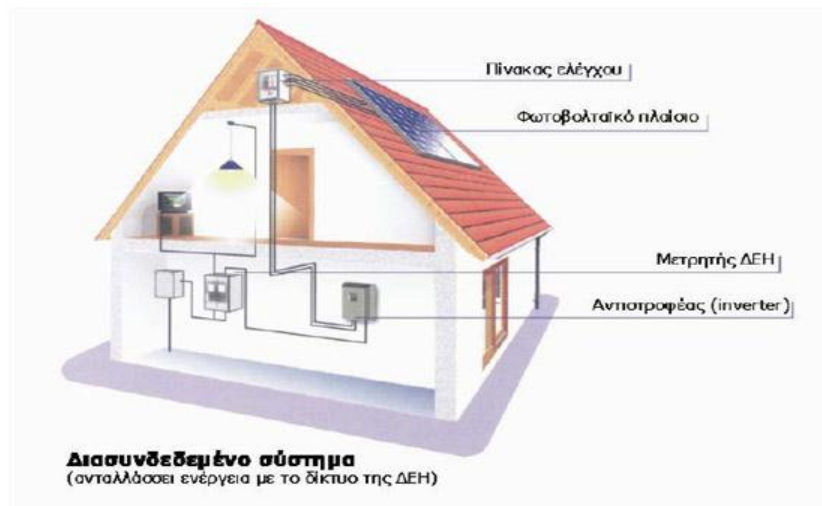 Πίνακας ελέγχου
Φωτοβολταϊκό πλαίσιο
Μετρητής ΔΕΗ
Αντιστροφέας (inverter)
Διασυνδεδεμένο σύστημα
(ανταλλάσσει ενέργεια με το δίκτυο της ΔΕΗ)